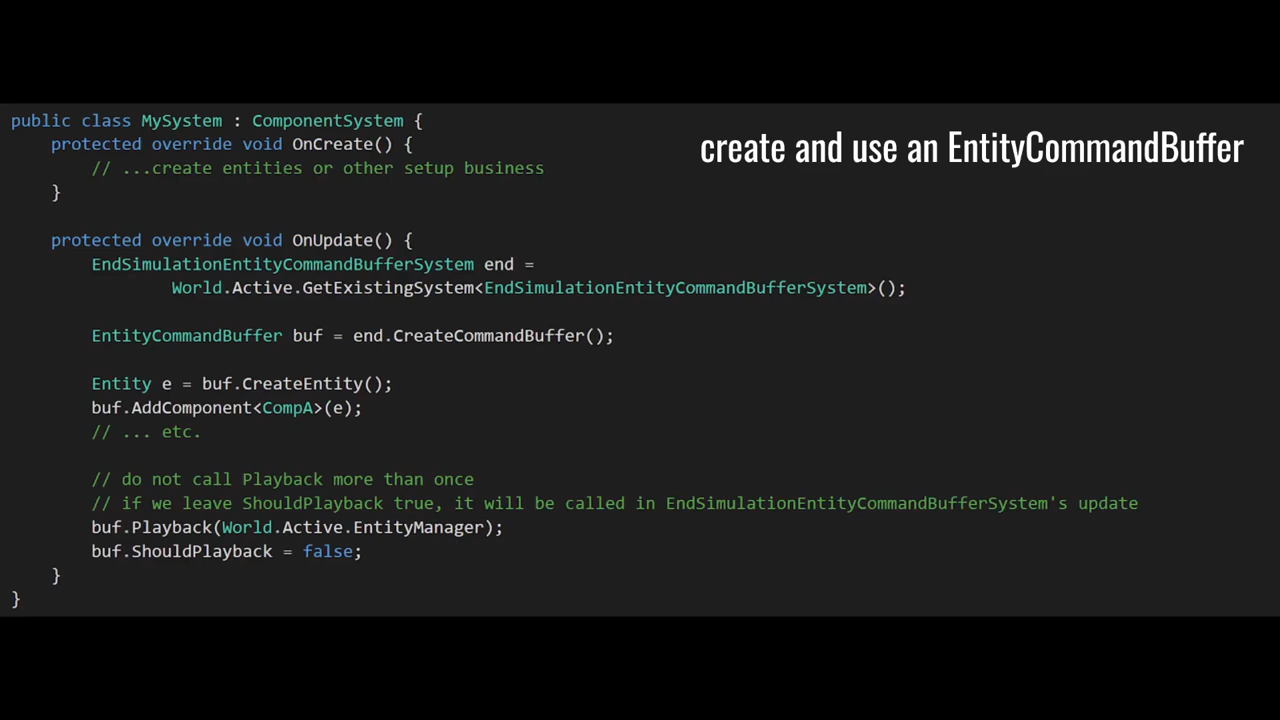 public class MySystem : ComponentSystem {
protected override void OnCreate() {
// ...create entities or other setup business
}
create and use an EntityCommandBuffer
protected override void OnUpdate() {
EndSimulationEntityCommandBufferSystem end =
World.Active.GetExistingSystem<EndSimulationEntityCommandBufferSystem>();
EntityCommandBuffer buf = end.CreateCommandBuffer();
Entity e = buf.CreateEntity();
buf.AddComponent<CompA>(e);
// ... etc.
// do not call Playback more than once
// if we leave ShouldPlayback true, it will be called in EndSimulationEntityCommandBufferSystem's update
buf.Playback(World.Active.EntityManager);
buf.ShouldPlayback = false;
}
}